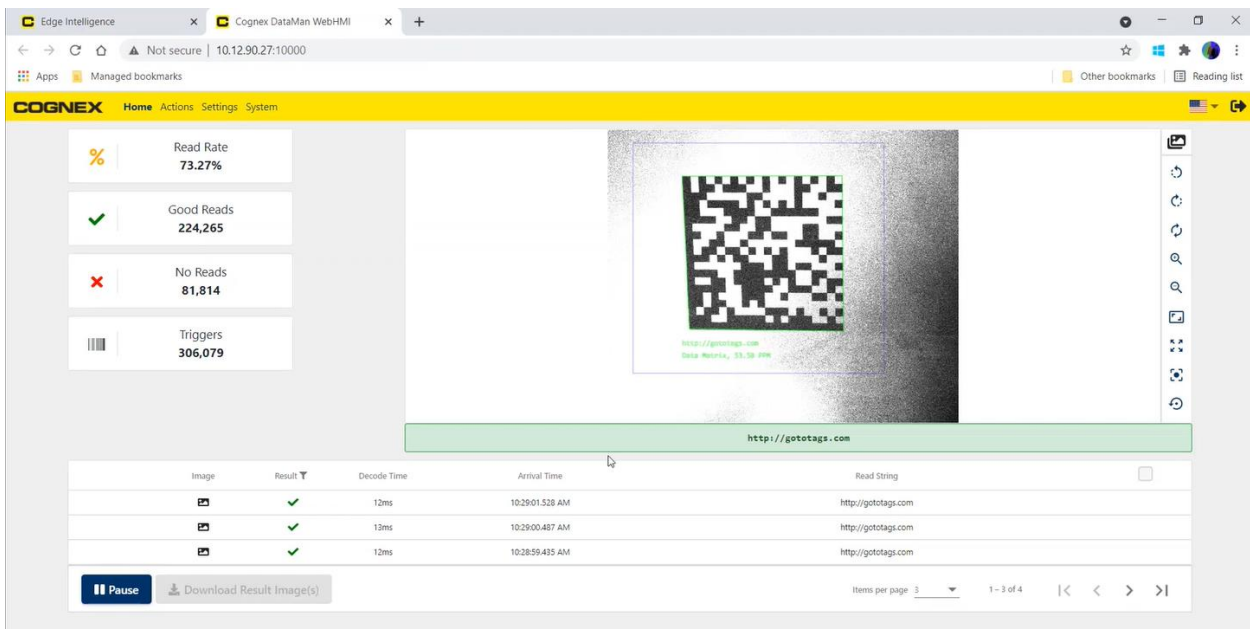 Edge Intelligence
Cognex DataMan WebHMI
Not secure | 10.12.90.27:10000
Apps Managed bookmarks Other bookmarks Reading list
COGNEX Home Actions Settings System
Read Rate
73.27%
Good Reads
224,265
No Reads
81,814
Triggers
306,079
http://gototags.com
Data Matrix, 53.58 PPM
http://gototags.com
Image Result Decode Time Arrival Time Read String
12ms 10:29:01.528 AM http://gototags.com
13ms 10:29:00.487 AM http://gototags.com
12ms 10:28:59.435 AM http://gototags.com
Pause Download Result Image(s) Items per page 3 1 – 3 of 4